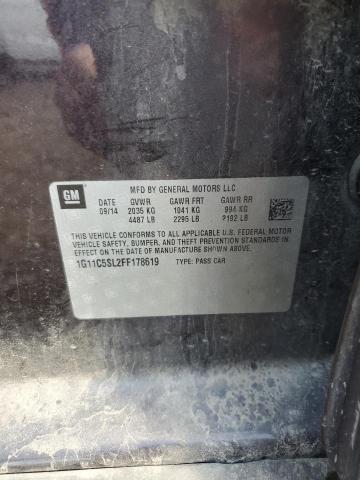 GM
MFD BY GENERAL MOTORS LLC
DATE GVWR GAWR FRT GAWR RR
09/14 2035 KG 1041 KG 994 KG
4487 LB 2295 LB 2192 LB
THIS VEHICLE CONFORMS TO ALL APPLICABLE U.S. FEDERAL MOTOR
VEHICLE SAFETY, BUMPER, AND THEFT PREVENTION STANDARDS IN
EFFECT ON THE DATE OF MANUFACTURE SHOWN ABOVE.
1G11C5SL2FF178619 TYPE: PASS CAR